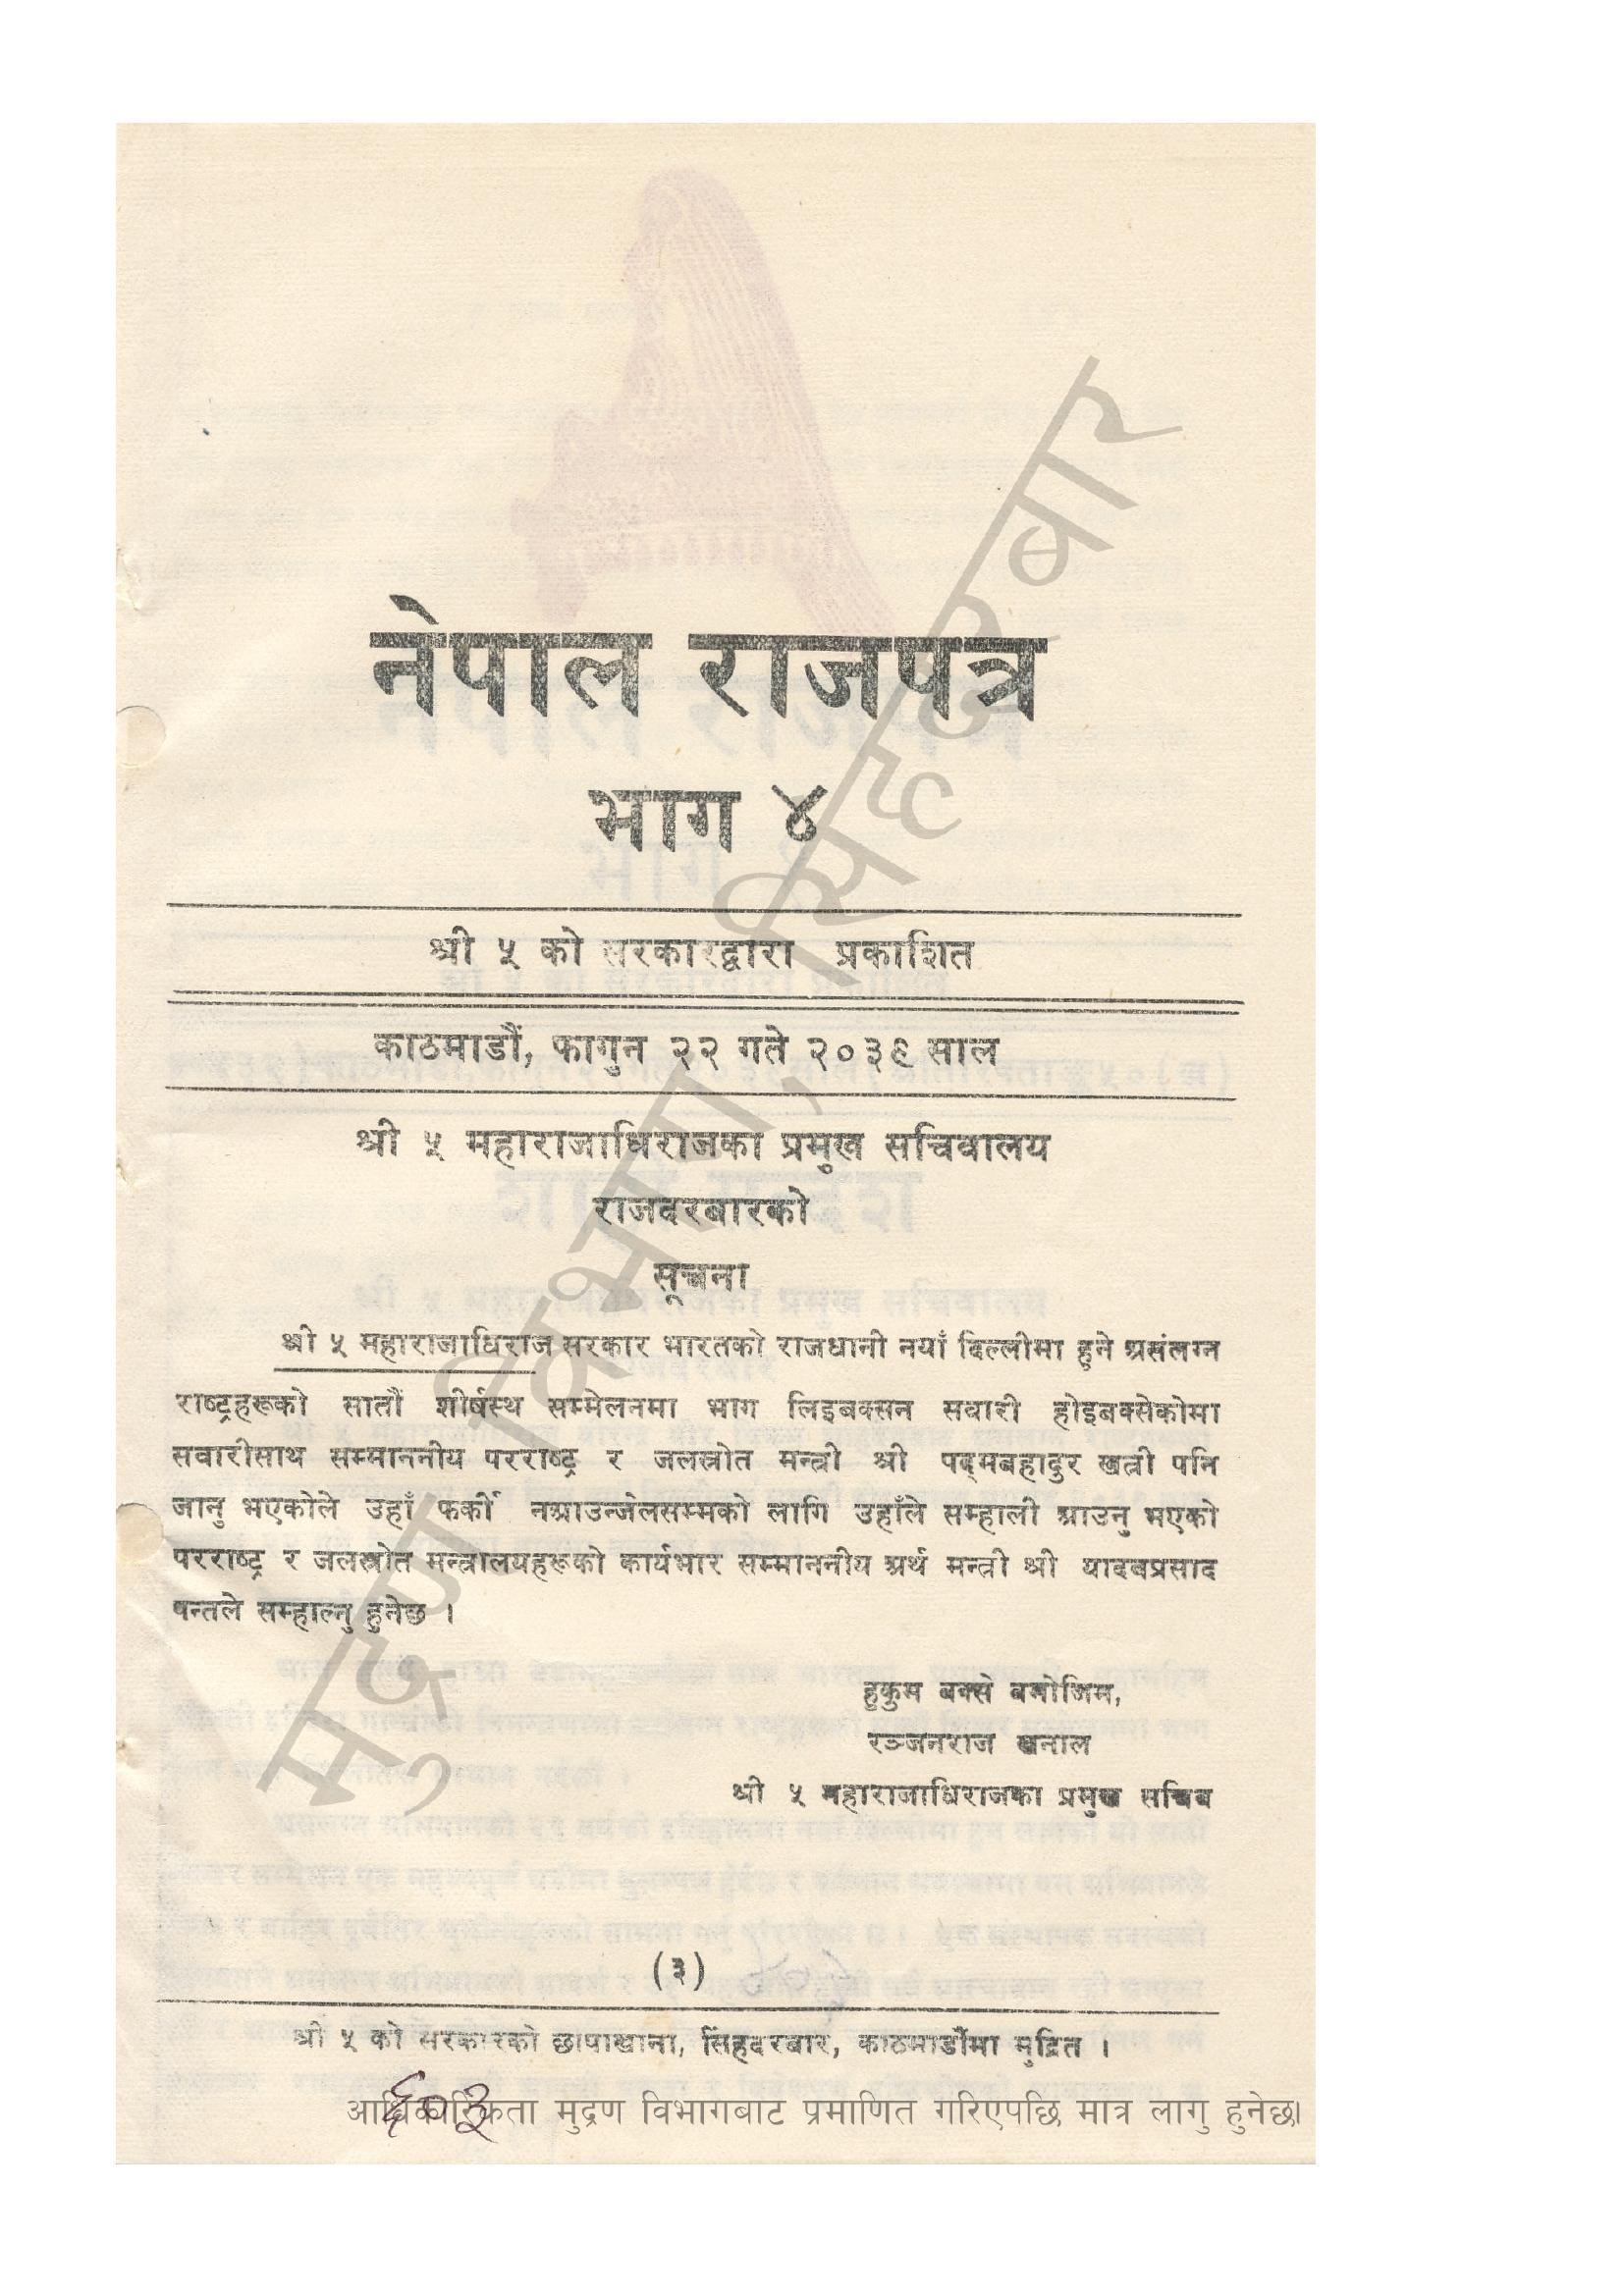 नेपाल राजपत्र
भाग ४
श्री ५ को सरकारद्वारा प्रकाशित
काठमाडौं, फागुन २२ गते २०३९ साल
श्री ५ महाराजाधिराजका प्रमुख सचिवालय
राजदरबारको
सूचना
श्री ५ महाराजाधिराज सरकार भारतको राजधानी नयाँ दिल्लीमा हुने असंलग्न
राष्ट्रहरूको सातौं शीर्षस्थ सम्मेलनमा भाग लिइबक्सन सवारी होइबक्सेकोमा
सवारीसाथ सम्माननीय परराष्ट्र र जलस्रोत मन्त्री श्री पद्मबहादुर खत्री पनि
जानु भएकोले उहाँ फर्की नआउन्जेलसम्मको लागि उहाँले सम्हाली आउनु भएको
परराष्ट्र र जलस्रोत मन्त्रालयहरूको कार्यभार सम्माननीय अर्थ मन्त्री श्री यादवप्रसाद
पन्तले सम्हाल्नु हुनेछ ।
हुकुम बक्से बमोजिम,
रञ्जनराज खनाल
श्री ५ महाराजाधिराजका प्रमुख सचिव
(३)
श्री ५ को सरकारको छापाखाना, सिंहदरबार, काठमाडौंमा मुद्रित ।
६०३
आधिकारिकता मुद्रण विभागबाट प्रमाणित गरिएपछि मात्र लागु हुनेछ।
मुद्रण विभाग, सिंहदरबार